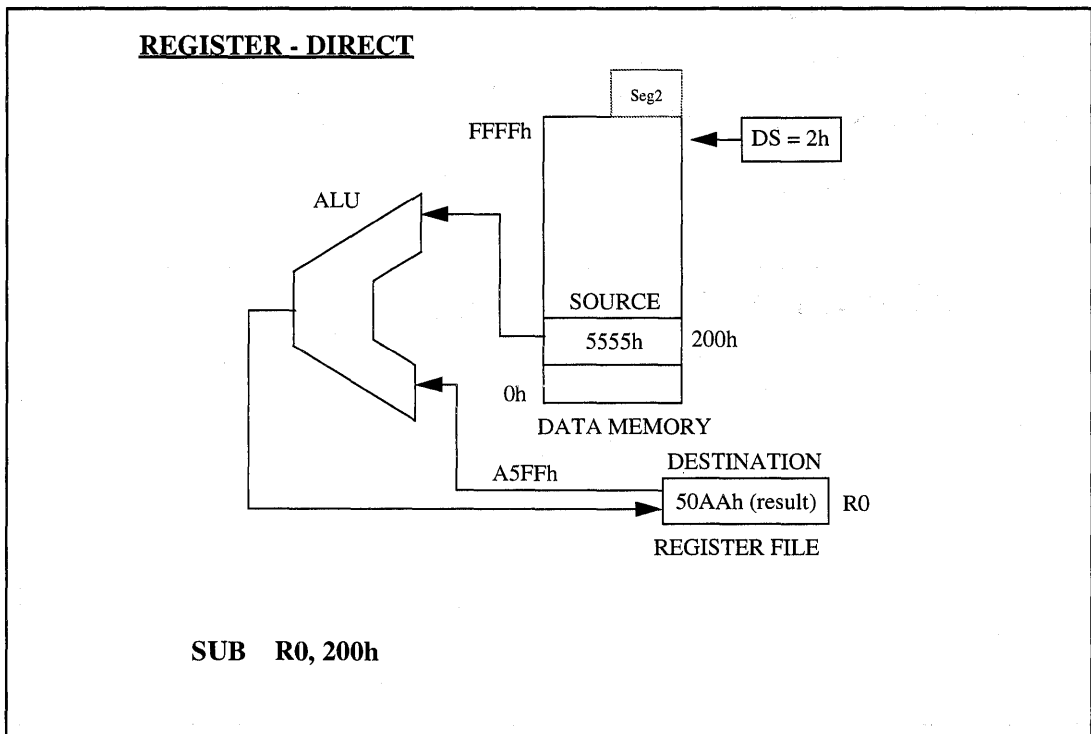 REGISTER - DIRECT
Seg2
FFFFh
DS = 2h
ALU
SOURCE
5555h
200h
0h
DATA MEMORY
DESTINATION
A5FFh
50AAh (result)
R0
REGISTER FILE
SUB R0, 200h